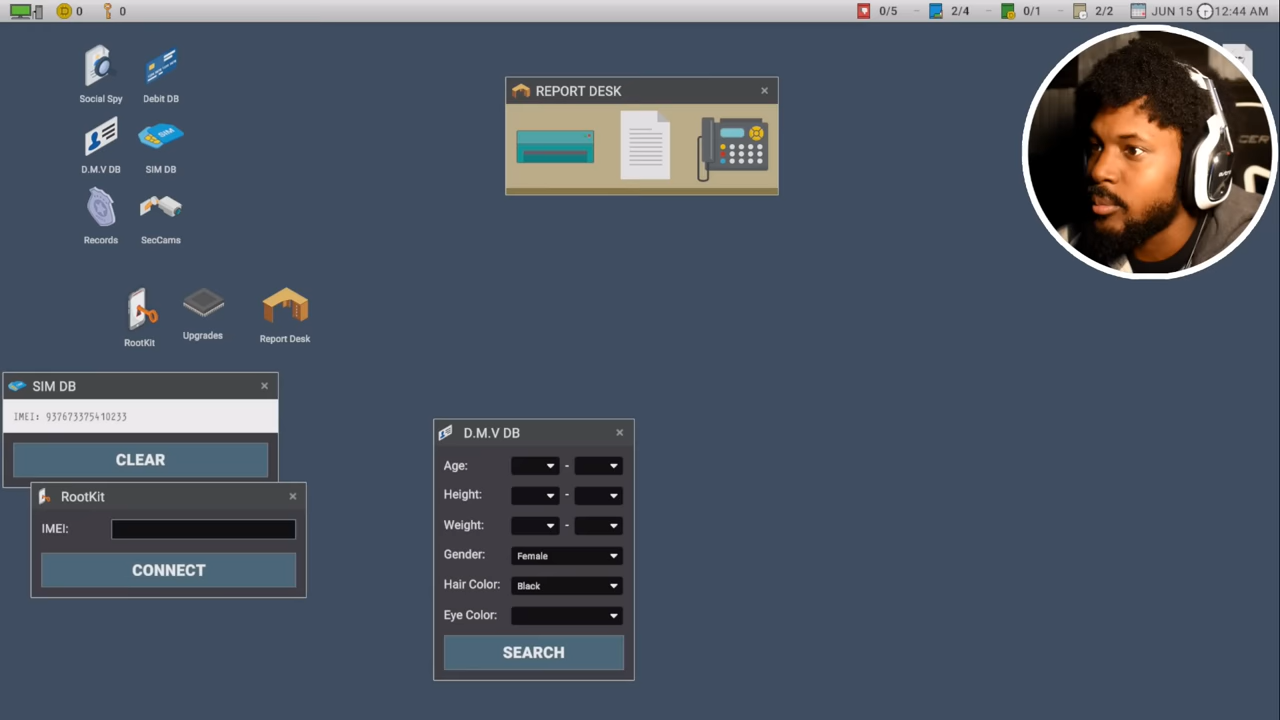 0
0
0/5
2/4
0/1
2/2
JUN 15
12:44 AM
Social Spy
Debit DB
D.M.V DB
SIM DB
Records
SecCams
RootKit
Upgrades
Report Desk
REPORT DESK
SIM DB
IMEI: 937673375410233
CLEAR
RootKit
IMEI:
CONNECT
D.M.V DB
Age: -
Height: -
Weight: -
Gender: Female
Hair Color: Black
Eye Color:
SEARCH